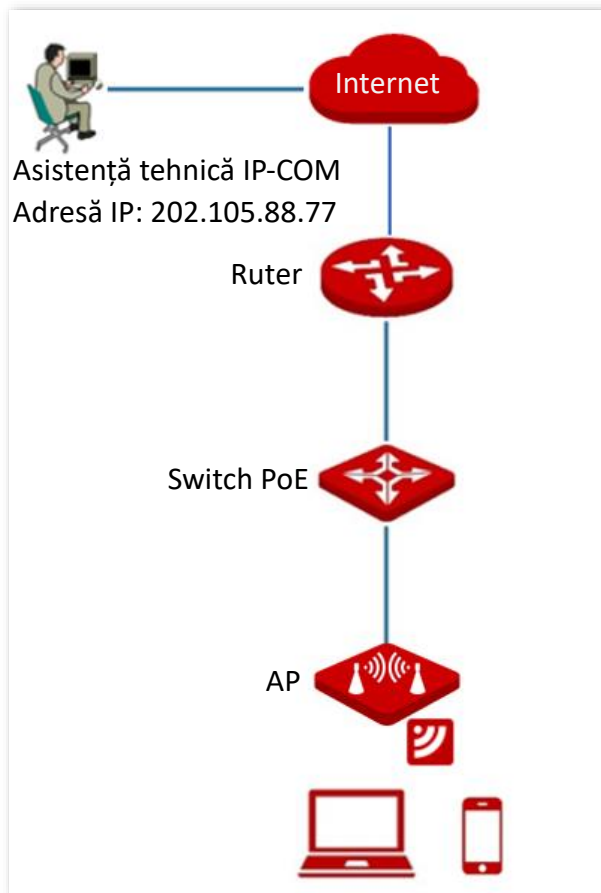 Internet
Asistență tehnică IP-COM
Adresă IP: 202.105.88.77
Ruter
Switch PoE
AP